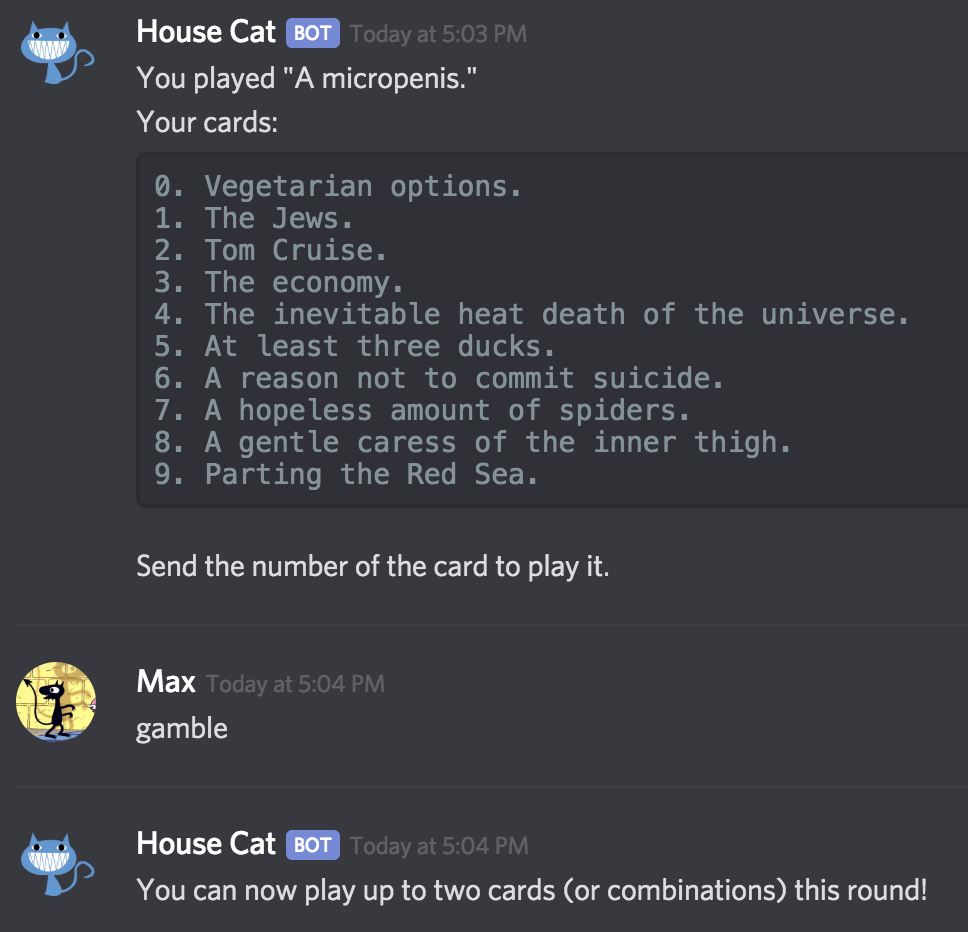 House Cat BOT Today at 5:03 PM
You played "A micropenis."
Your cards:
0. Vegetarian options.
1. The Jews.
2. Tom Cruise.
3. The economy.
4. The inevitable heat death of the universe.
5. At least three ducks.
6. A reason not to commit suicide.
7. A hopeless amount of spiders.
8. A gentle caress of the inner thigh.
9. Parting the Red Sea.
Send the number of the card to play it.
Max Today at 5:04 PM
gamble
House Cat BOT Today at 5:04 PM
You can now play up to two cards (or combinations) this round!